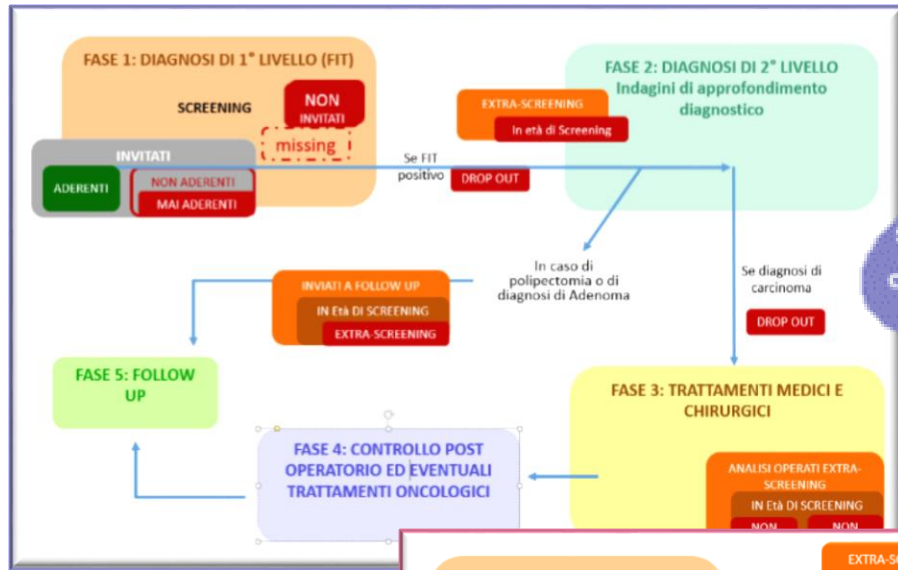 FASE 1: DIAGNOSI DI 1° LIVELLO (FIT)
SCREENING
NON
INVITATI
missing
INVITATI
ADERENTI
NON ADERENTI
MAI ADERENTI
Se FIT
positivo
DROP OUT
EXTRA-SCREENING
In età di Screening
FASE 2: DIAGNOSI DI 2° LIVELLO
Indagini di approfondimento
diagnostico
In caso di
polipectomia o di
diagnosi di Adenoma
Se diagnosi di
carcinoma
DROP OUT
INVIATI A FOLLOW UP
IN Età DI SCREENING
EXTRA-SCREENING
FASE 5: FOLLOW
UP
FASE 4: CONTROLLO POST
OPERATORIO ED EVENTUALI
TRATTAMENTI ONCOLOGICI
FASE 3: TRATTAMENTI MEDICI E
CHIRURGICI
ANALISI OPERATI EXTRA-
SCREENING
IN Età DI SCREENING
NON
NON